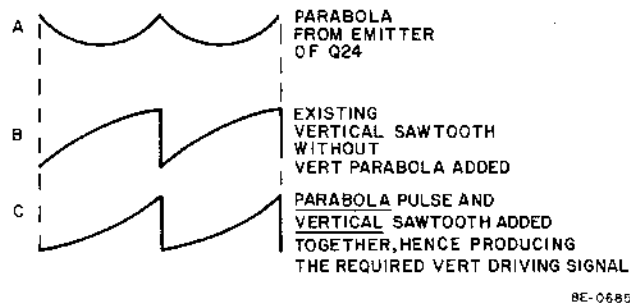 A
PARABOLA
FROM EMITTER
OF Q24
B
EXISTING
VERTICAL SAWTOOTH
WITHOUT
VERT PARABOLA ADDED
C
PARABOLA PULSE AND
VERTICAL SAWTOOTH ADDED
TOGETHER, HENCE PRODUCING
THE REQUIRED VERT DRIVING SIGNAL
BE-0685